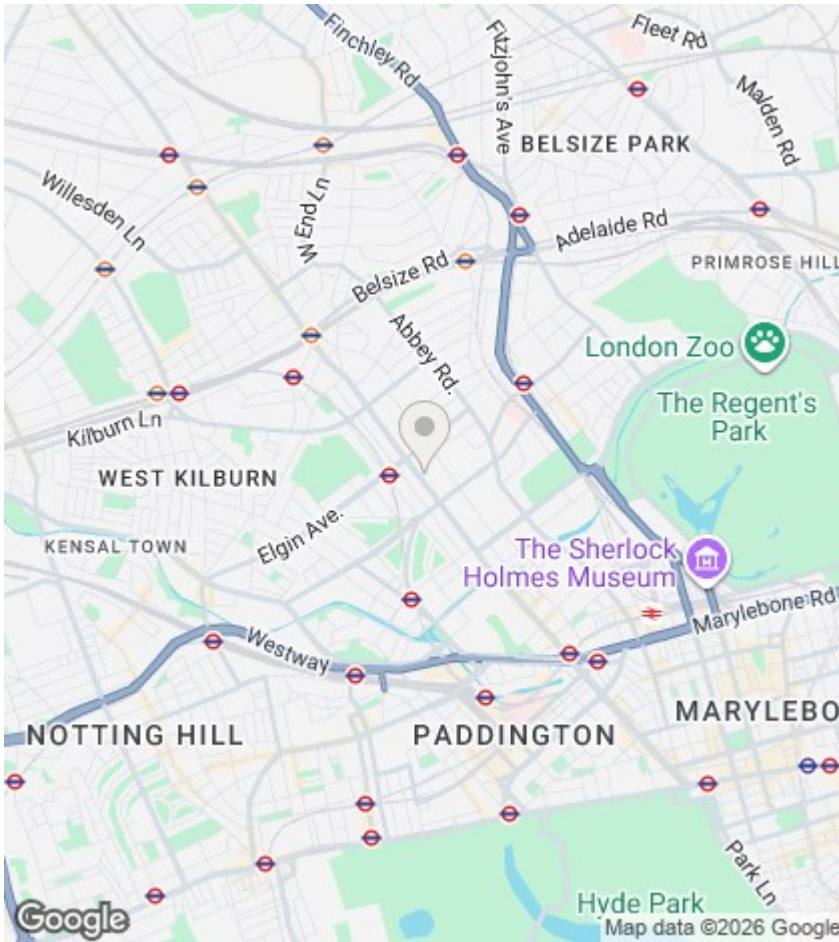 Finchley Rd
Fitzjohn's Ave
Fleet Rd
Malden Rd
BELSIZE PARK
Willesden Ln
W End Ln
Adelaide Rd
Belsize Rd
PRIMROSE HILL
Abbey Rd.
London Zoo
The Regent's
Park
Kilburn Ln
WEST KILBURN
Elgin Ave.
KENSAL TOWN
The Sherlock
Holmes Museum
Marylebone Rd
Westway
NOTTING HILL
PADDINGTON
MARYLEBO
Park Ln
Hyde Park
Google
Map data ©2026 Google